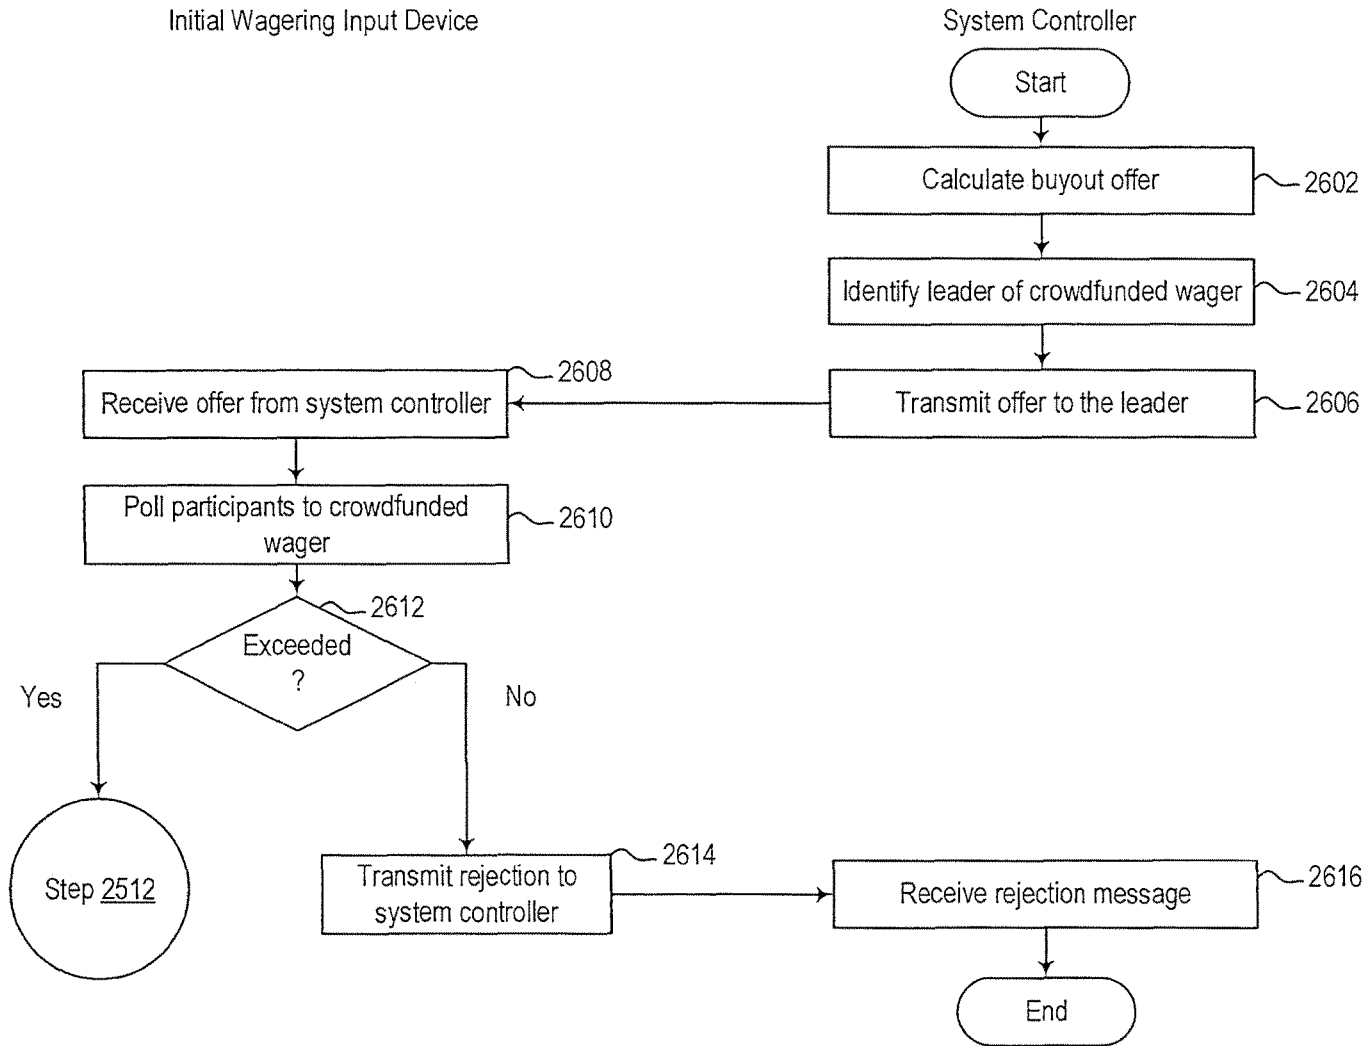 Initial Wagering Input Device
System Controller
Start
Calculate buyout offer
2602
Identify leader of crowdfunded wager
2604
Transmit offer to the leader
2606
2608
Receive offer from system controller
Poll participants to crowdfunded
wager
2610
2612
Exceeded
?
Yes
No
Step 2512
2614
Transmit rejection to
system controller
2616
Receive rejection message
End